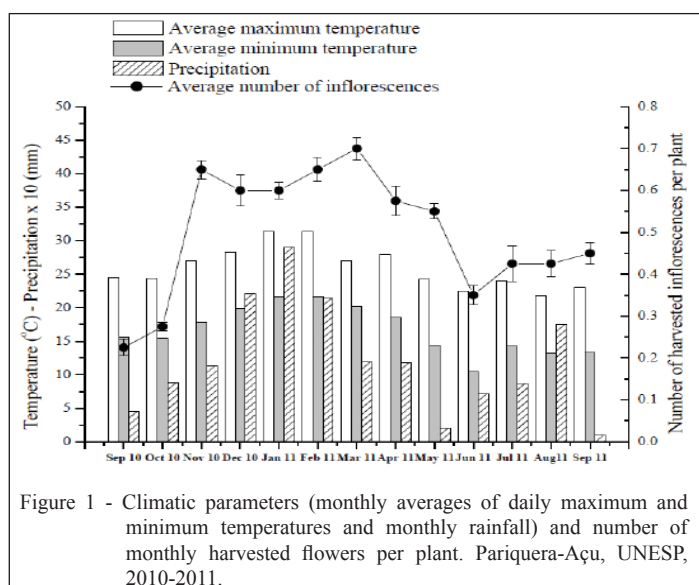 Average maximum temperature
Average minimum temperature
Precipitation
Average number of inflorescences
50
45
40
35
30
25
20
15
10
5
0
Temperature (°C) - Precipitation x 10 (mm)
0.8
0.7
0.6
0.5
0.4
0.3
0.2
0.1
0.0
Number of harvested inflorescences per plant
Sep 10 Oct 10 Nov 10 Dec 10 Jan 11 Feb 11 Mar 11 Apr 11 May 11 Jun 11 Jul 11 Aug11 Sep 11
Figure 1 - Climatic parameters (monthly averages of daily maximum and
minimum temperatures and monthly rainfall) and number of
monthly harvested flowers per plant. Pariquera-Açu, UNESP,
2010-2011.